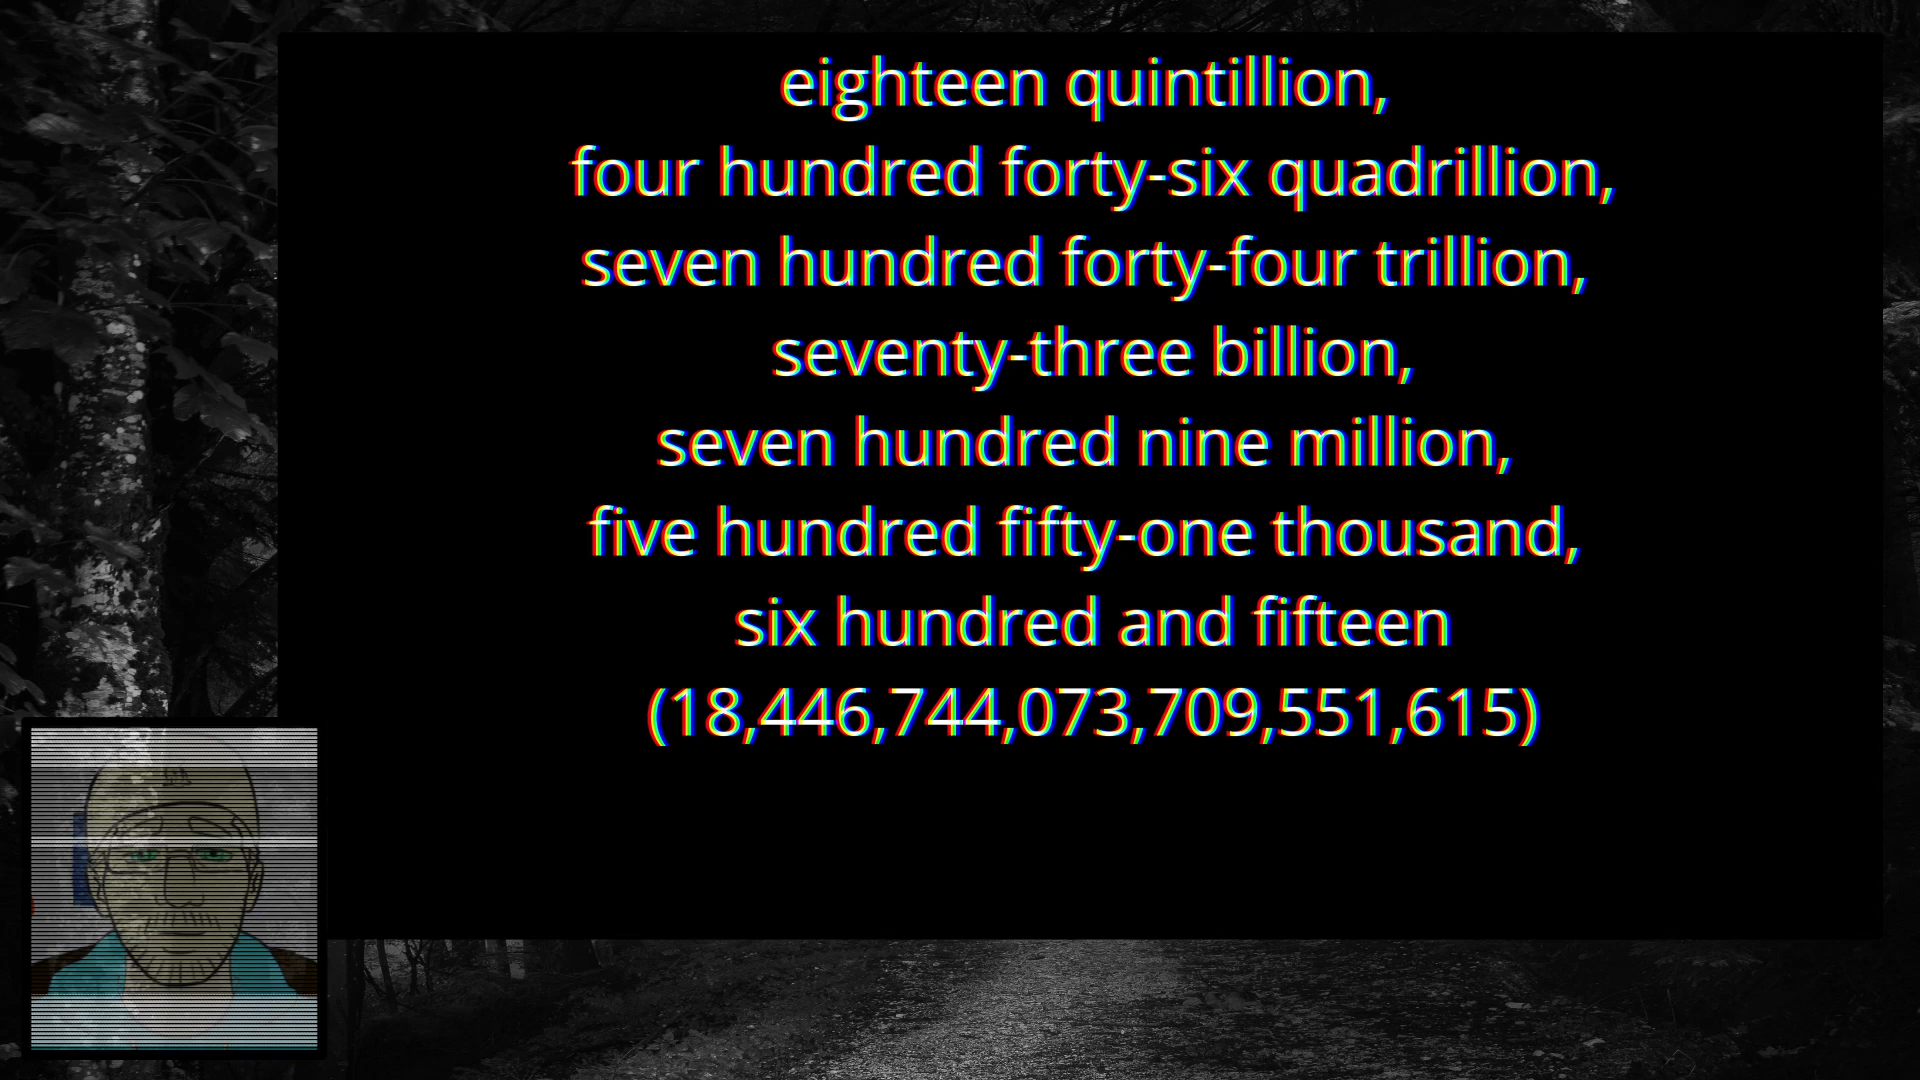 eighteen quintillion,
four hundred forty-six quadrillion,
seven hundred forty-four trillion,
seventy-three billion,
seven hundred nine million,
five hundred fifty-one thousand,
six hundred and fifteen
(18,446,744,073,709,551,615)